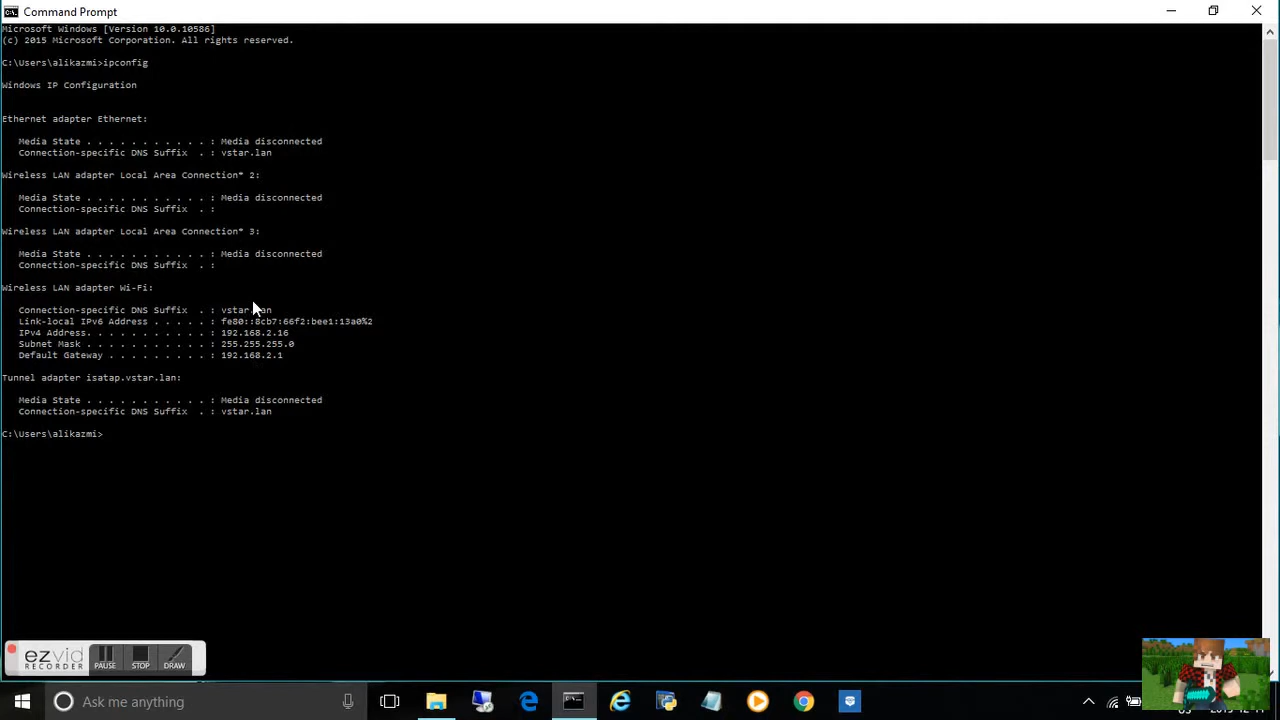 Command Prompt
Microsoft Windows [Version 10.0.10586]
(c) 2015 Microsoft Corporation. All rights reserved.
C:\Users\alikazmi>ipconfig
Windows IP Configuration
Ethernet adapter Ethernet:
Media State . . . . . . . . . . . : Media disconnected
Connection-specific DNS Suffix  . : vstar.lan
Wireless LAN adapter Local Area Connection* 2:
Media State . . . . . . . . . . . : Media disconnected
Connection-specific DNS Suffix  . :
Wireless LAN adapter Local Area Connection* 3:
Media State . . . . . . . . . . . : Media disconnected
Connection-specific DNS Suffix  . :
Wireless LAN adapter Wi-Fi:
Connection-specific DNS Suffix  . : vstar.lan
Link-local IPv6 Address . . . . . : fe80::8cb7:66f2:bee1:13a0%2
IPv4 Address. . . . . . . . . . . : 192.168.2.16
Subnet Mask . . . . . . . . . . . : 255.255.255.0
Default Gateway . . . . . . . . . : 192.168.2.1
Tunnel adapter isatap.vstar.lan:
Media State . . . . . . . . . . . : Media disconnected
Connection-specific DNS Suffix  . : vstar.lan
C:\Users\alikazmi>
ezvid
RECORDER
PAUSE
STOP
DRAW
Ask me anything